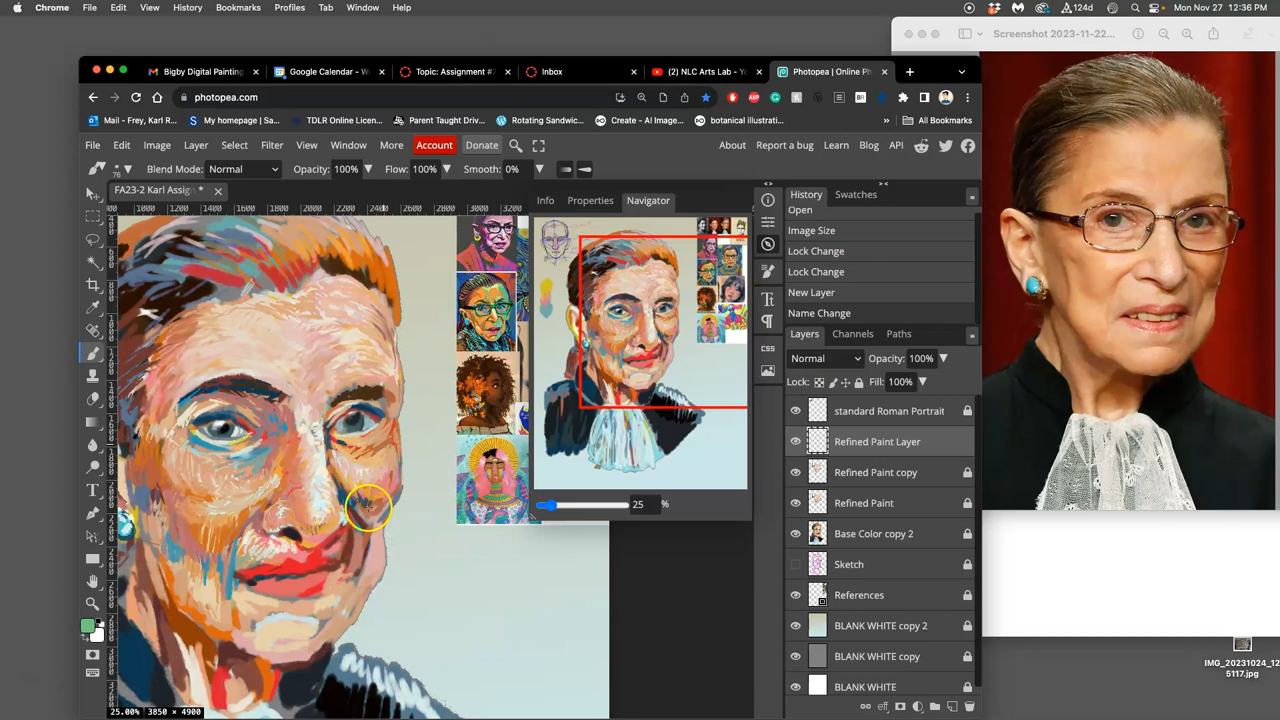 Chrome File Edit View History Bookmarks Profiles Tab Window Help
124d Mon Nov 27 12:36 PM
Screenshot 2023-11-22...
Bigby Digital Painting
Google Calendar - W
Topic: Assignment #7
Inbox
(2) NLC Arts Lab - Yo
Photopea | Online Ph
photopea.com
Mail - Frey, Karl R... My homepage | Sa... TDLR Online Licen... Parent Taught Driv... Rotating Sandwic... Create - AI Image... botanical illustrati... » All Bookmarks
File Edit Image Layer Select Filter View Window More Account Donate About Report a bug Learn Blog API
76 Blend Mode: Normal Opacity: 100% Flow: 100% Smooth: 0%
FA23-2 Karl Assign *
1000 1200 1400 1600 1800 2000 2200 2400 2600 2800 3000 3200
Info Properties Navigator
25 %
History Swatches
Open
Image Size
Lock Change
Lock Change
New Layer
Name Change
Layers Channels Paths
Normal Opacity: 100%
Lock: Fill: 100%
standard Roman Portrait
Refined Paint Layer
Refined Paint copy
Refined Paint
Base Color copy 2
Sketch
References
BLANK WHITE copy 2
BLANK WHITE copy
BLANK WHITE
CSS
eff
25.00% 3850 × 4900
IMG_20231024_12
5117.jpg